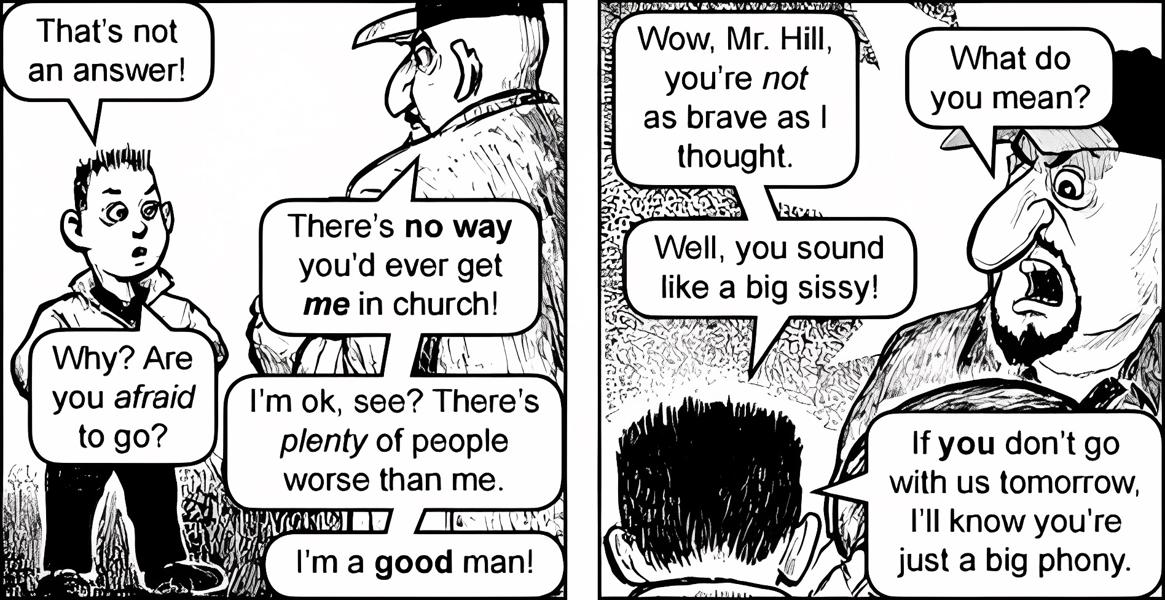 That's not
an answer!
There's no way
you'd ever get
me in church!
Why? Are
you afraid
to go?
I'm ok, see? There's
plenty of people
worse than me.
I'm a good man!
Wow, Mr. Hill,
you're not
as brave as I
thought.
What do
you mean?
Well, you sound
like a big sissy!
If you don't go
with us tomorrow,
I'll know you're
just a big phony.